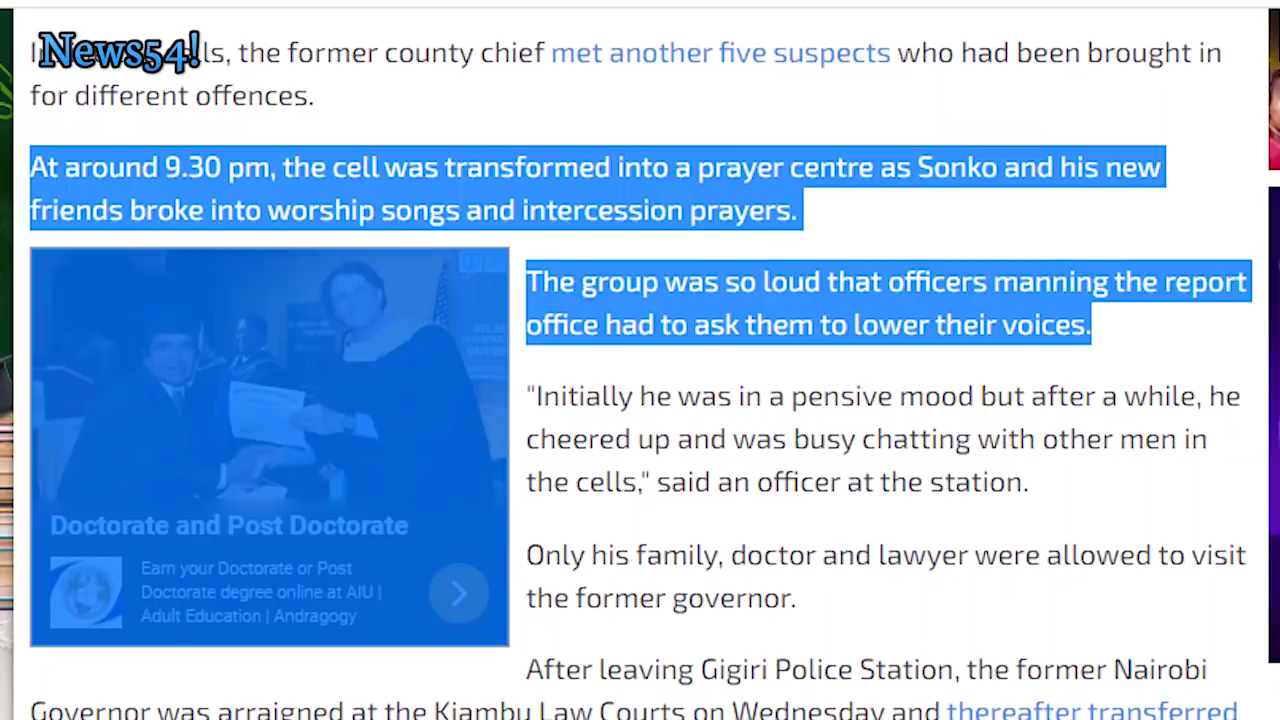 News54!
ls, the former county chief met another five suspects who had been brought in
for different offences.
At around 9.30 pm, the cell was transformed into a prayer centre as Sonko and his new
friends broke into worship songs and intercession prayers.
The group was so loud that officers manning the report
office had to ask them to lower their voices.
"Initially he was in a pensive mood but after a while, he
cheered up and was busy chatting with other men in
the cells," said an officer at the station.
Doctorate and Post Doctorate
Earn your Doctorate or Post
Doctorate degree online at AIU |
Adult Education | Andragogy
Only his family, doctor and lawyer were allowed to visit
the former governor.
After leaving Gigiri Police Station, the former Nairobi
Governor was arraigned at the Kiambu Law Courts on Wednesday and thereafter transferred